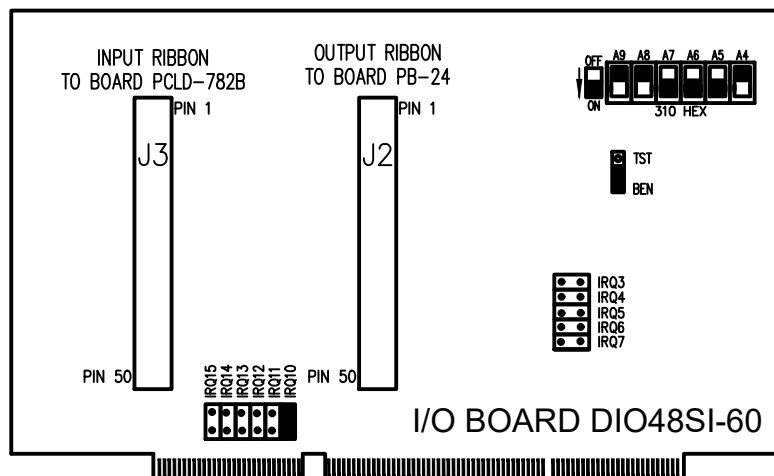 INPUT RIBBON
TO BOARD PCLD-782B
PIN 1
J3
PIN 50
OUTPUT RIBBON
TO BOARD PB-24
PIN 1
J2
PIN 50
OFF
ON
A9 A8 A7 A6 A5 A4
310 HEX
TST
BEN
IRQ3
IRQ4
IRQ5
IRQ6
IRQ7
IRQ15
IRQ14
IRQ13
IRQ12
IRQ11
IRQ10
I/O BOARD DIO48SI-60